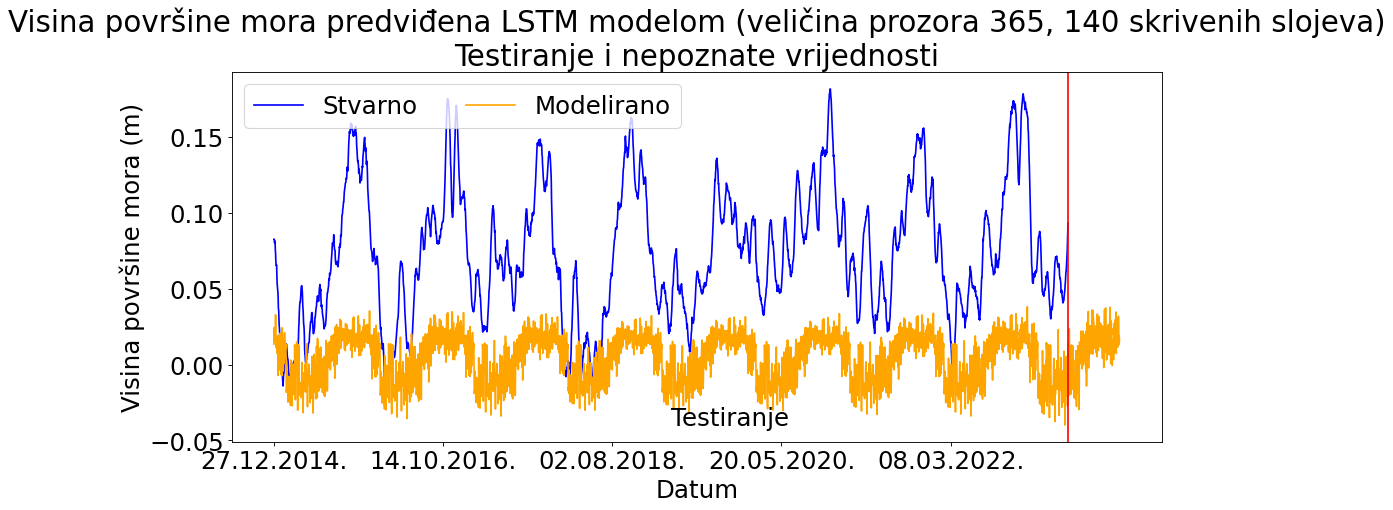 Visina površine mora predviđena LSTM modelom (veličina prozora 365, 140 skrivenih slojeva)
Testiranje i nepoznate vrijednosti
Stvarno Modelirano
Visina površine mora (m)
0.15
0.10
0.05
0.00
−0.05
Testiranje
27.12.2014. 14.10.2016. 02.08.2018. 20.05.2020. 08.03.2022.
Datum